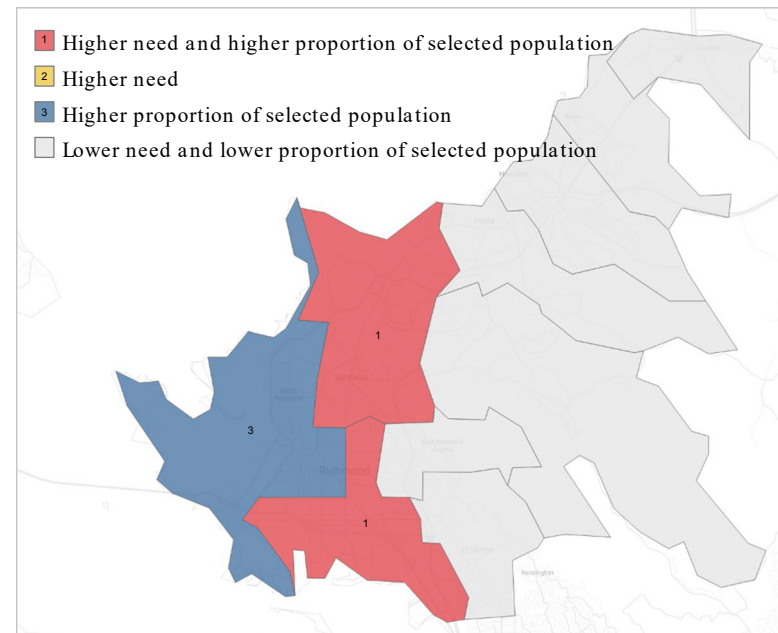 1 Higher need and higher proportion of selected population
2 Higher need
3 Higher proportion of selected population
Lower need and lower proportion of selected population
1
3
Richmond
1
Kensington